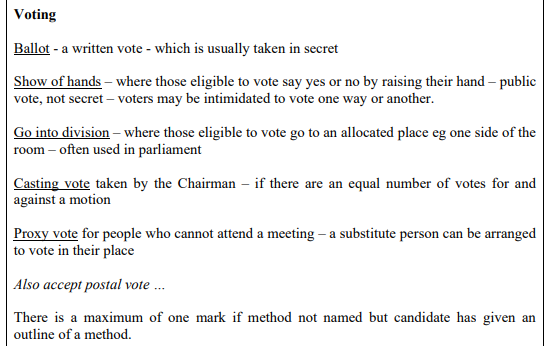 Voting
Ballot - a written vote - which is usually taken in secret
Show of hands – where those eligible to vote say yes or no by raising their hand – public
vote, not secret – voters may be intimidated to vote one way or another.
Go into division – where those eligible to vote go to an allocated place eg one side of the
room – often used in parliament
Casting vote taken by the Chairman – if there are an equal number of votes for and
against a motion
Proxy vote for people who cannot attend a meeting – a substitute person can be arranged
to vote in their place
Also accept postal vote …
There is a maximum of one mark if method not named but candidate has given an
outline of a method.